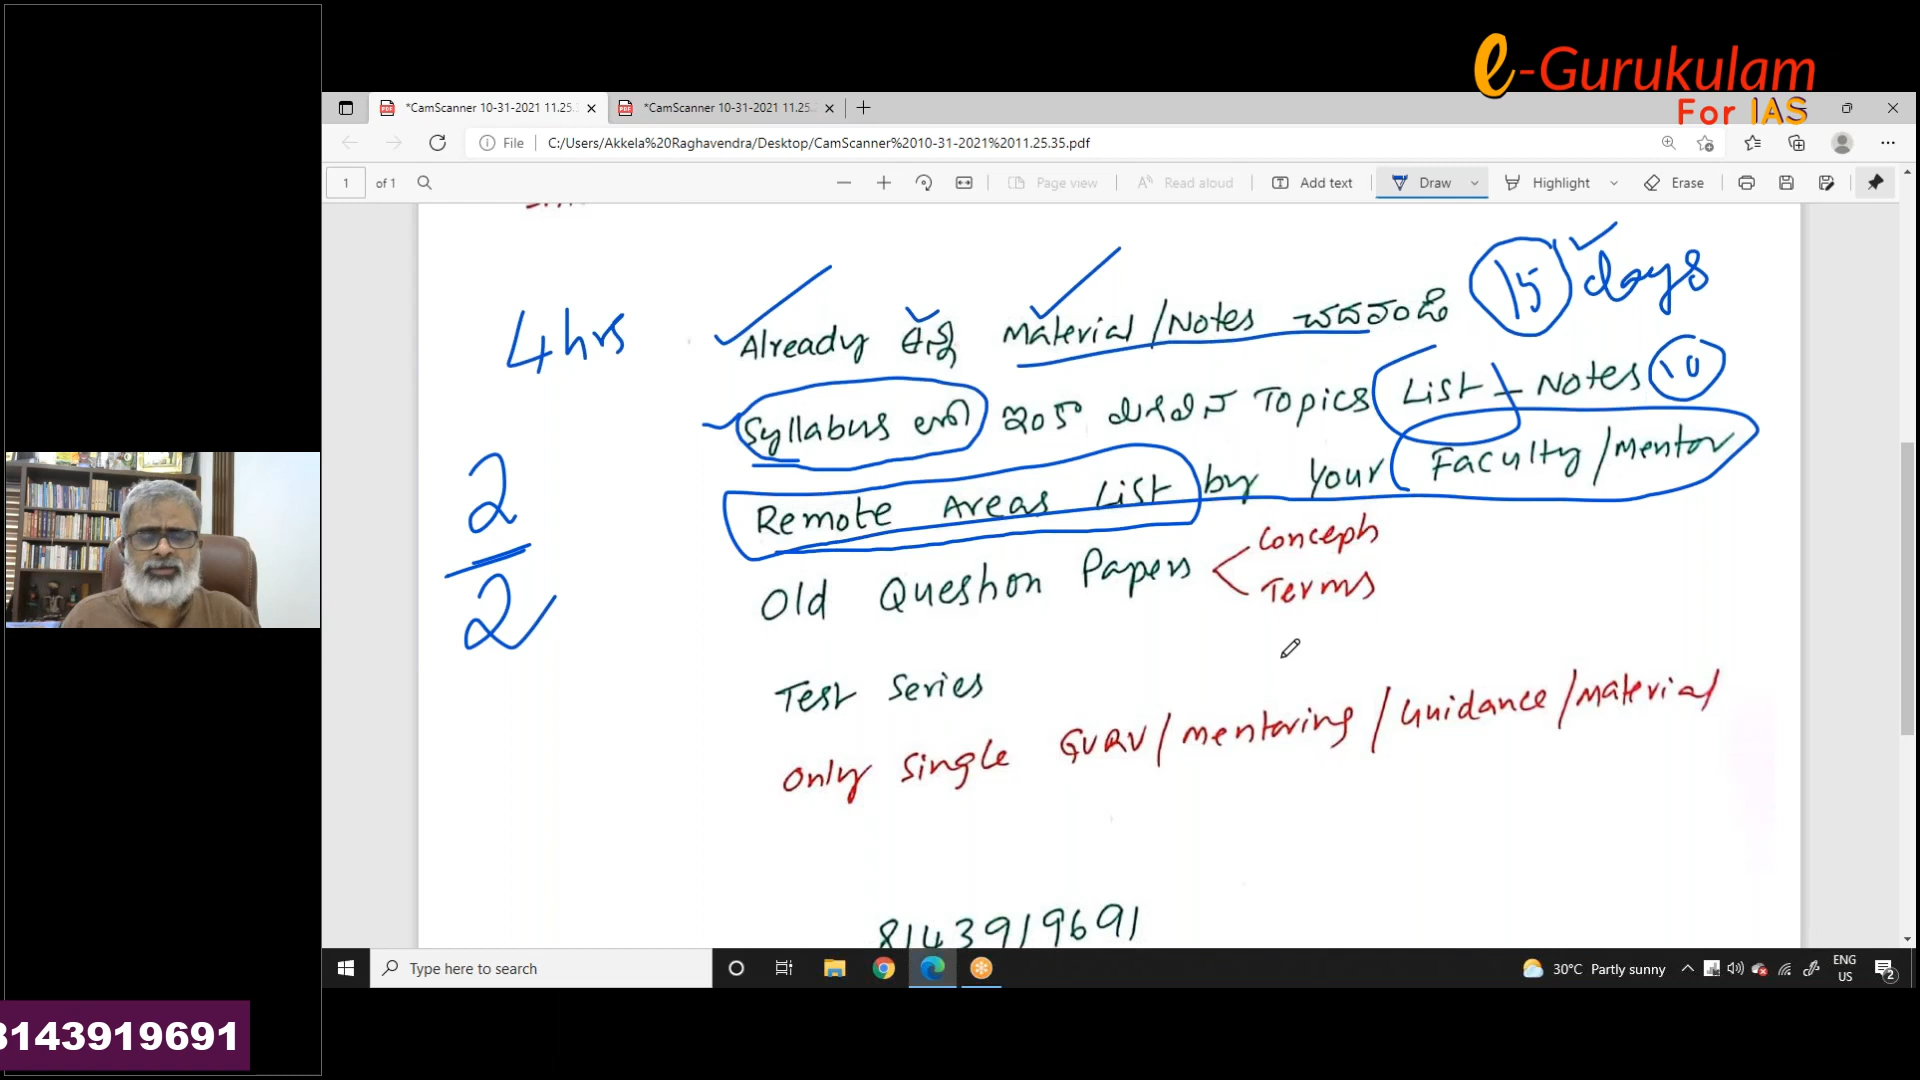 e-Gurukulam
For IAS
*CamScanner 10-31-2021 11.25.
*CamScanner 10-31-2021 11.25.
File
C:/Users/Akkela%20Raghavendra/Desktop/CamScanner%2010-31-2021%2011.25.35.pdf
1 of 1
Page view
Read aloud
Add text
Draw
Highlight
Erase
15 days
4hrs
Already ఉన్న Material/Notes చదవండి
Syllabus లోని ఇంకా మిగిలిన Topics List - Notes 10
Remote Areas List by Your Faculty/Mentor
2
2
Old Question Papers
Concepts
Terms
Test Series
Only Single GURU/mentoring/Guidance/Material
8143919691
Type here to search
30°C Partly sunny
ENG
US
2
8143919691